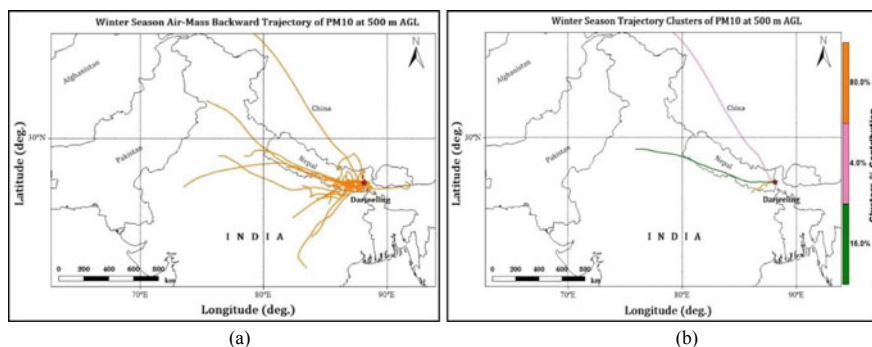 Winter Season Air-Mass Backward Trajectory of PM10 at 500 m AGL
N
Afghanistan
China
30°N
Pakistan
Nepal
Darjeeling
INDIA
Latitude (deg.)
0 200 400 600 800
70°E 80°E 90°E
Longitude (deg.)
(a)
Winter Season Trajectory Clusters of PM10 at 500 m AGL
N
Afghanistan
China
30°N
Pakistan
Nepal
Darjeeling
INDIA
Latitude (deg.)
0 200 400 600 800
km
70°E 80°E 90°E
Longitude (deg.)
80.0%
4.0%
16.0%
(b)